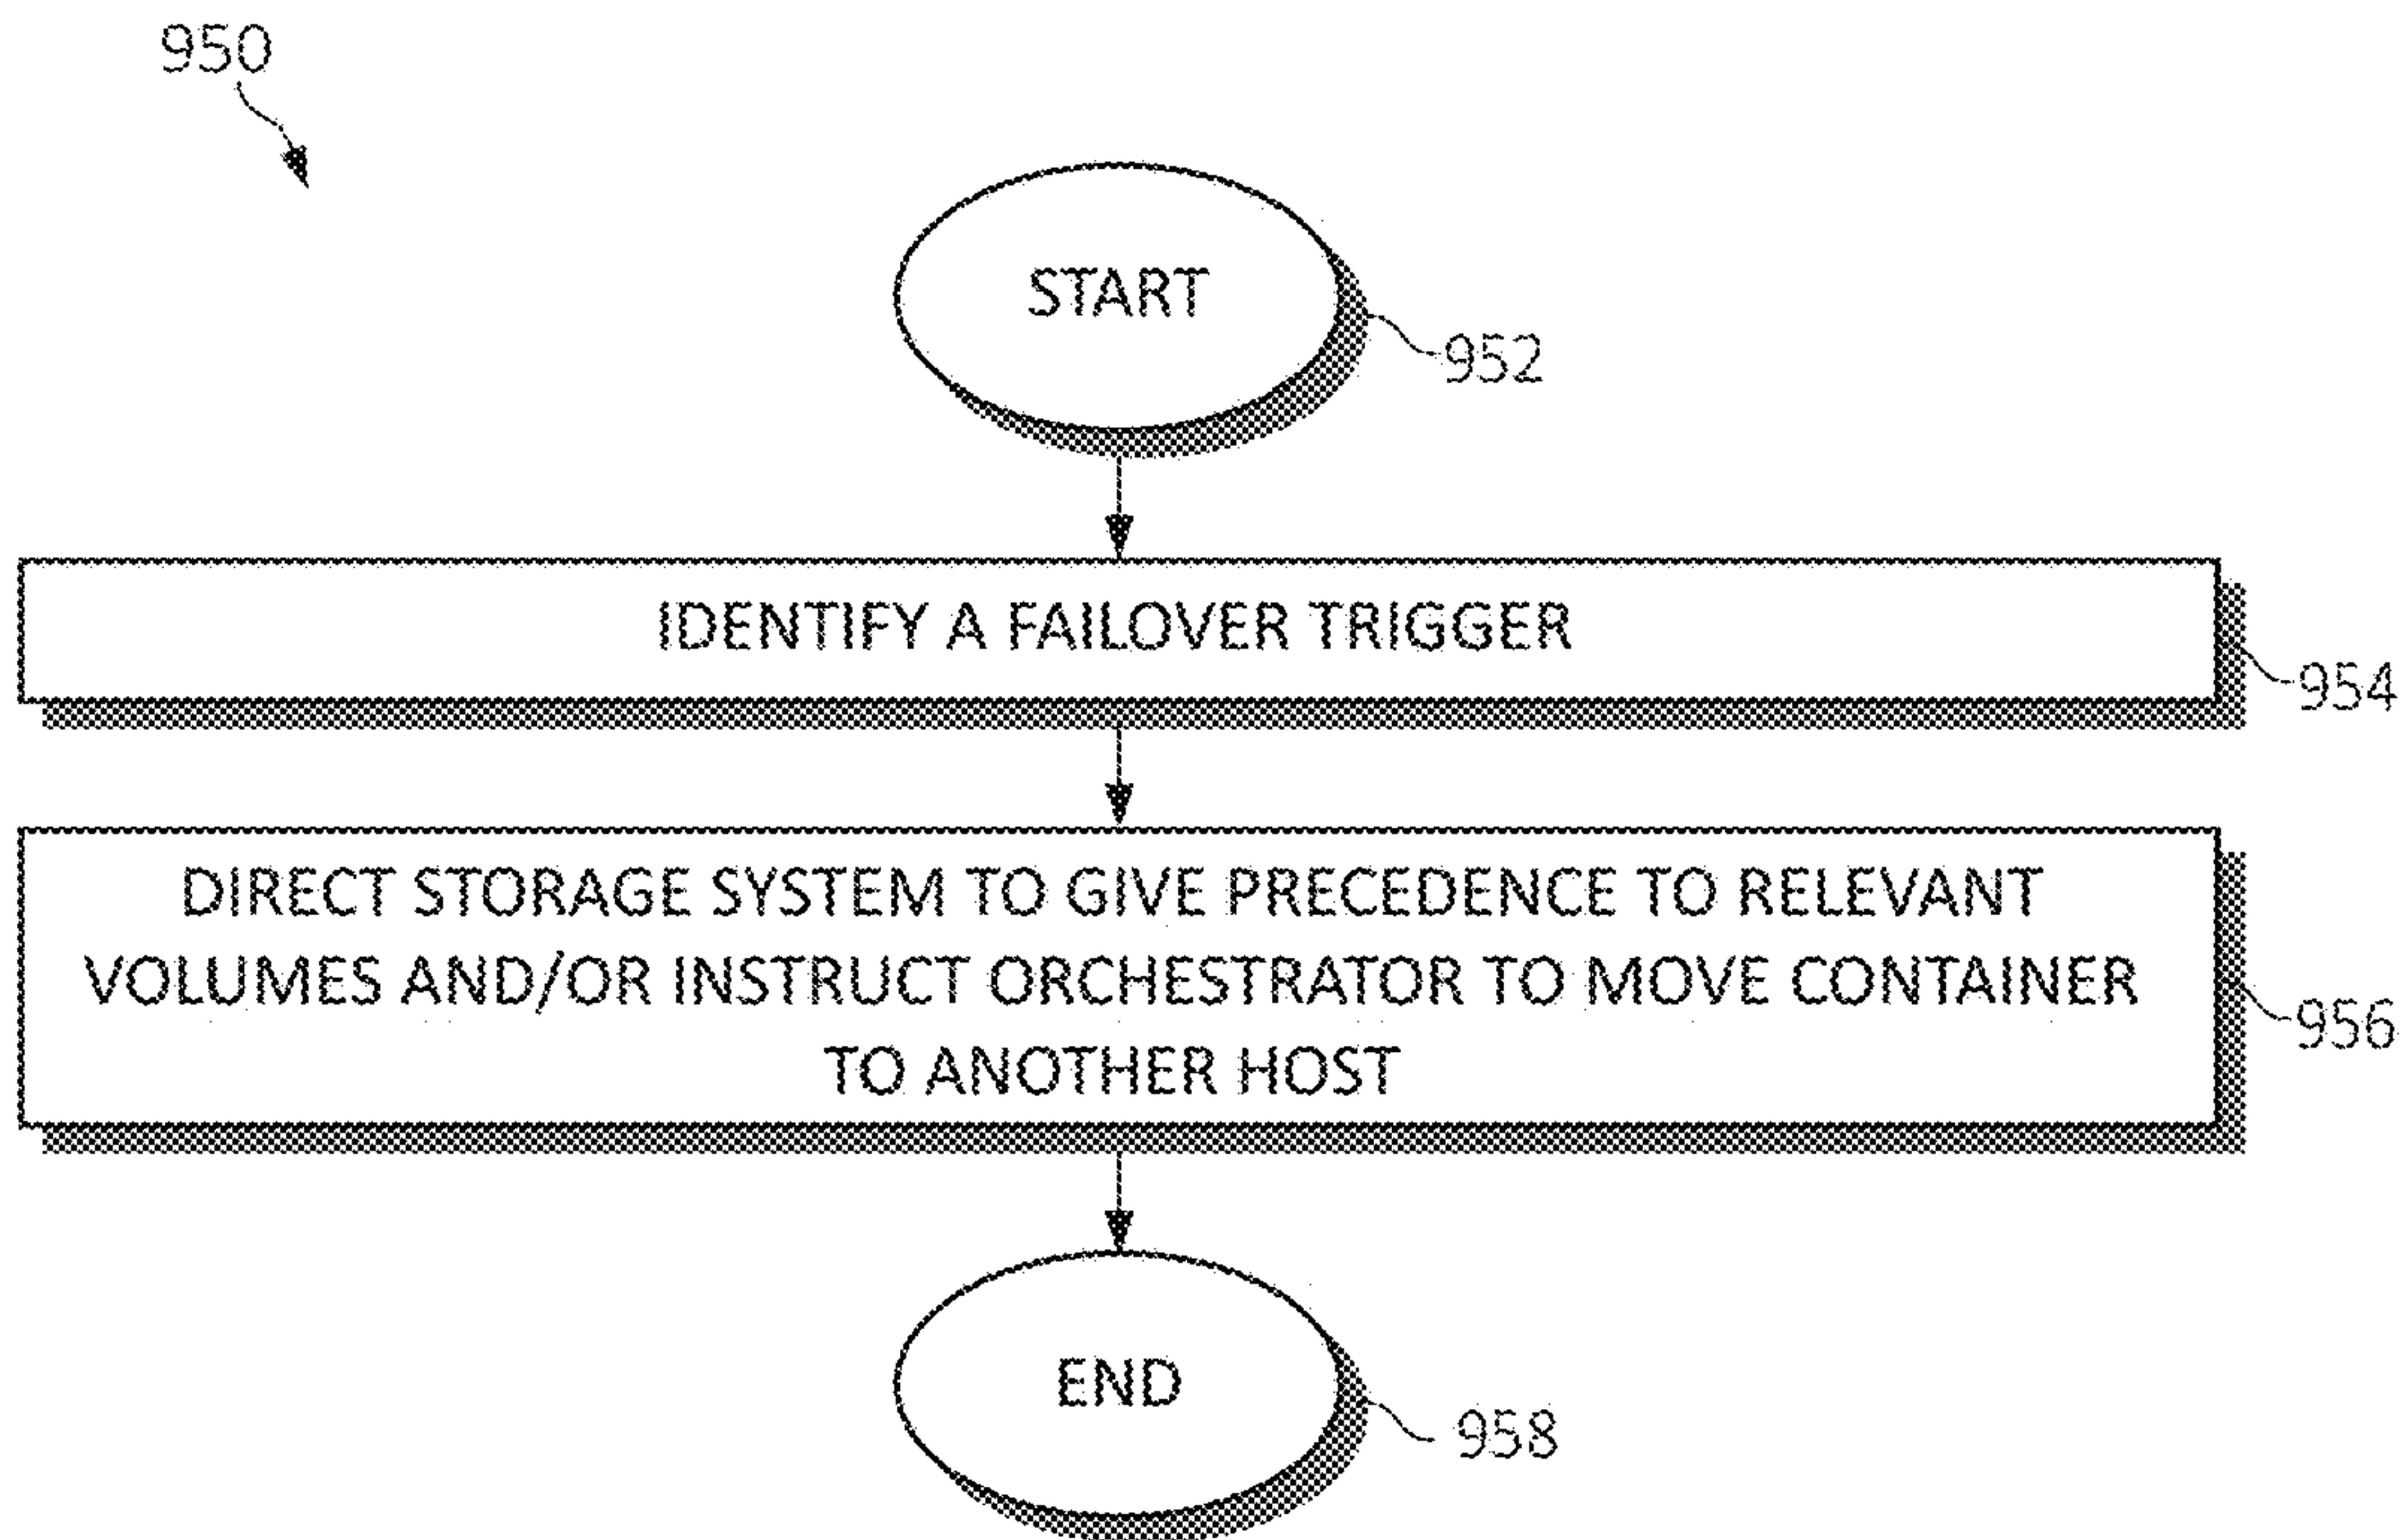 950
START
952
IDENTIFY A FAILOVER TRIGGER
954
DIRECT STORAGE SYSTEM TO GIVE PRECEDENCE TO RELEVANT
VOLUMES AND/OR INSTRUCT ORCHESTRATOR TO MOVE CONTAINER
TO ANOTHER HOST
956
END
958